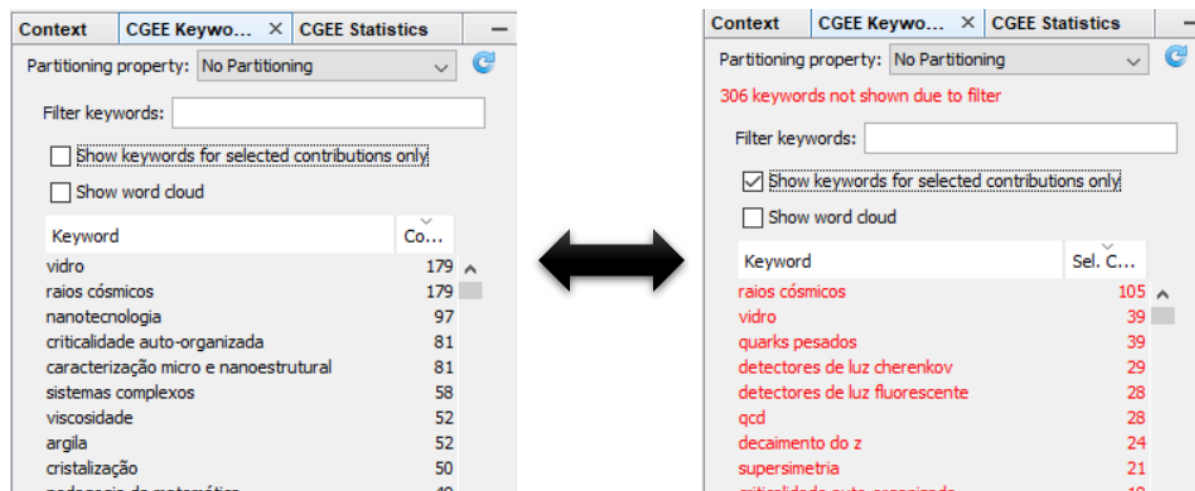 Context CGEE Keywo... × CGEE Statistics
Partitioning property: No Partitioning
Filter keywords:
Show keywords for selected contributions only
Show word cloud
Keyword Co...
vidro 179
raios cósmicos 179
nanotecnologia 97
criticalidade auto-organizada 81
caracterização micro e nanoestrutural 81
sistemas complexos 58
viscosidade 52
argila 52
cristalização 50
Context CGEE Keywo... × CGEE Statistics
Partitioning property: No Partitioning
306 keywords not shown due to filter
Filter keywords:
Show keywords for selected contributions only
Show word cloud
Keyword Sel. C...
raios cósmicos 105
vidro 39
quarks pesados 39
detectores de luz cherenkov 29
detectores de luz fluorescente 28
qcd 28
decaimento do z 24
supersimetria 21